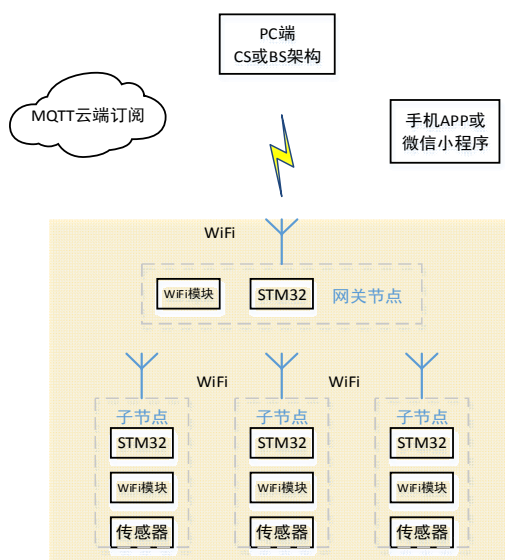 PC端
CS或BS架构
MQTT云端订阅
手机APP或
微信小程序
WiFi
WiFi模块
STM32
网关节点
WiFi
WiFi
子节点
子节点
子节点
STM32
STM32
STM32
WiFi模块
WiFi模块
WiFi模块
传感器
传感器
传感器